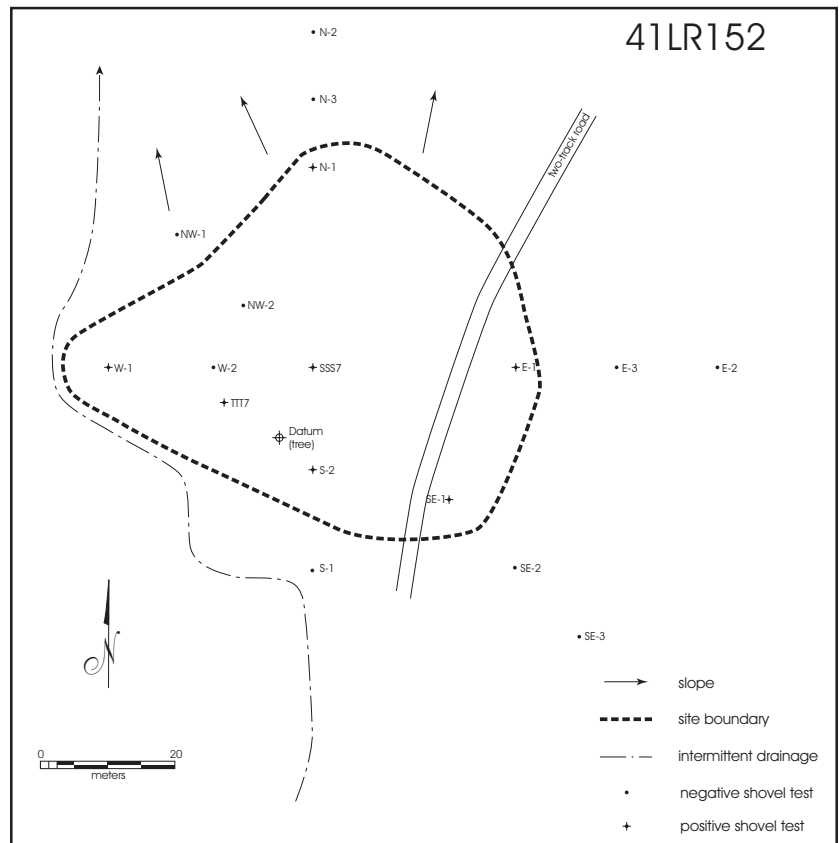 41LR152
N-2
N-3
two-track road
N-1
NW-1
NW-2
W-1
W-2
SSS7
E-1
E-3
E-2
TTT7
Datum
(tree)
S-2
SE-1
S-1
SE-2
N
SE-3
slope
site boundary
0 20
meters
intermittent drainage
negative shovel test
positive shovel test